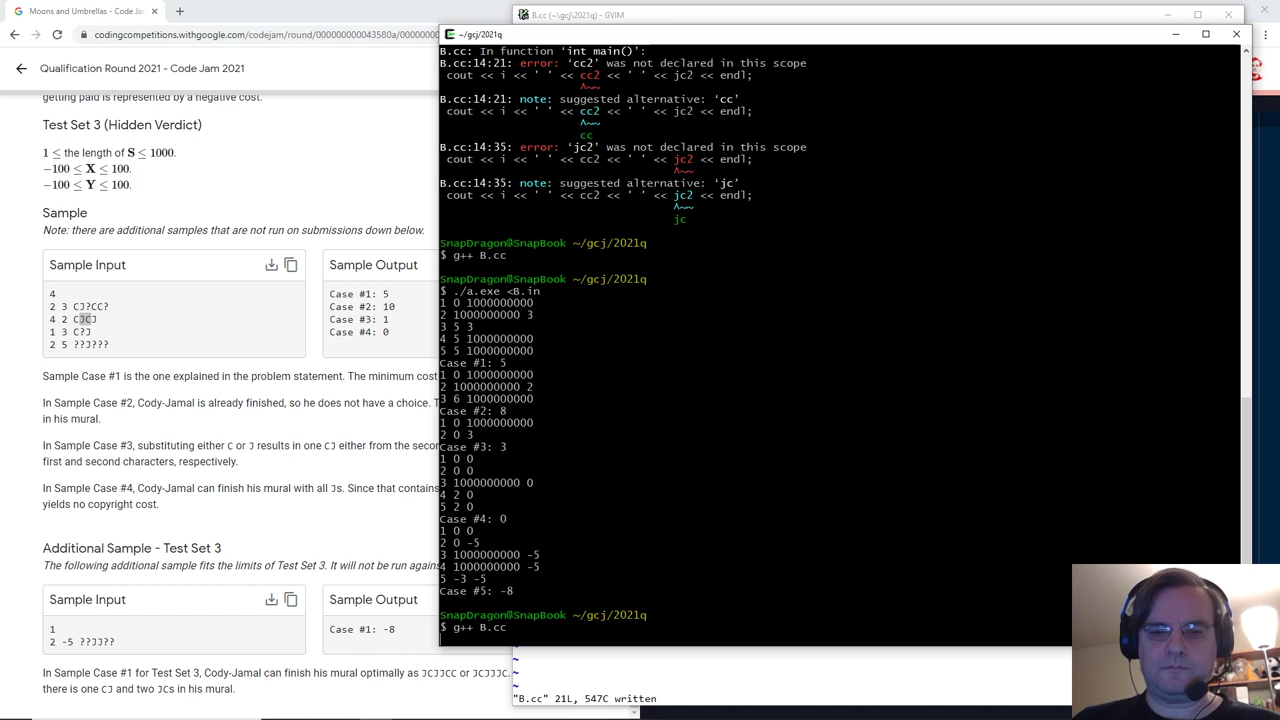 Moons and Umbrellas
B.cc (~\gcj\2021q) - GVIM
codingcompetitions.withgoogle.com/codejam/round/000000000043580a/00000000
~/gcj/2021q
Qualification Round 2021 - Code Jam 2021
getting paid is represented by a negative cost.
Test Set 3 (Hidden Verdict)
1 ≤ the length of S ≤ 1000.
−100 ≤ X ≤ 100.
−100 ≤ Y ≤ 100.
Sample
Note: there are additional samples that are not run on submissions down below.
Sample Input
Sample Output
4
2 3 CJ?CC?
4 2 CJCJ
1 3 C?J
2 5 ??J???
Case #1: 5
Case #2: 10
Case #3: 1
Case #4: 0
Sample Case #1 is the one explained in the problem statement. The minimum cost
In Sample Case #2, Cody-Jamal is already finished, so he does not have a choice. T
in his mural.
In Sample Case #3, substituting either C or J results in one CJ either from the secon
first and second characters, respectively.
In Sample Case #4, Cody-Jamal can finish his mural with all Js. Since that contains
yields no copyright cost.
Additional Sample - Test Set 3
The following additional sample fits the limits of Test Set 3. It will not be run agains
Sample Input
Sample Output
1
2 -5 ??JJ??
Case #1: -8
In Sample Case #1 for Test Set 3, Cody-Jamal can finish his mural optimally as JCJJCC or JCJJJC.
there is one CJ and two JCs in his mural.
B.cc: In function ‘int main()’:
B.cc:14:21: error: ‘cc2’ was not declared in this scope
cout << i << ' ' << cc2 << ' ' << jc2 << endl;
^~~
B.cc:14:21: note: suggested alternative: ‘cc’
cout << i << ' ' << cc2 << ' ' << jc2 << endl;
^~~
cc
B.cc:14:35: error: ‘jc2’ was not declared in this scope
cout << i << ' ' << cc2 << ' ' << jc2 << endl;
^~~
B.cc:14:35: note: suggested alternative: ‘jc’
cout << i << ' ' << cc2 << ' ' << jc2 << endl;
^~~
jc
SnapDragon@SnapBook ~/gcj/2021q
$ g++ B.cc
SnapDragon@SnapBook ~/gcj/2021q
$ ./a.exe <B.in
1 0 1000000000
2 1000000000 3
3 5 3
4 5 1000000000
5 5 1000000000
Case #1: 5
1 0 1000000000
2 1000000000 2
3 6 1000000000
Case #2: 8
1 0 1000000000
2 0 3
Case #3: 3
1 0 0
2 0 0
3 1000000000 0
4 2 0
5 2 0
Case #4: 0
1 0 0
2 0 -5
3 1000000000 -5
4 1000000000 -5
5 -3 -5
Case #5: -8
SnapDragon@SnapBook ~/gcj/2021q
$ g++ B.cc
~
~
~
"B.cc" 21L, 547C written